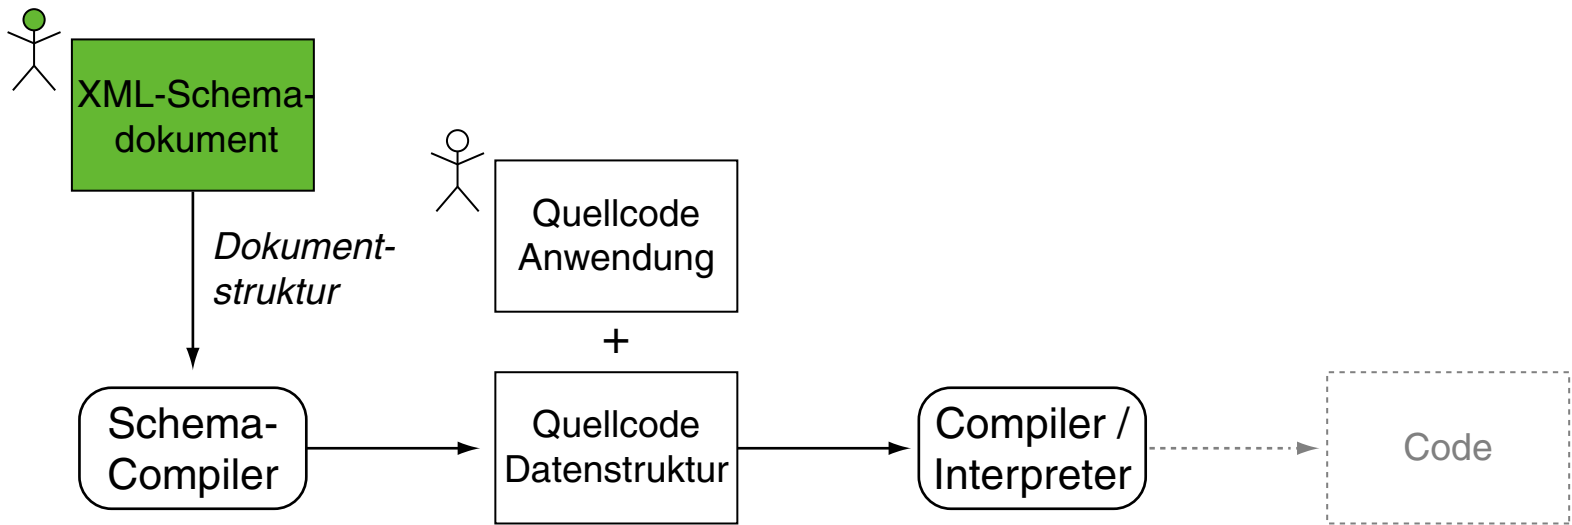 XML-Schema-
dokument
Dokument-
struktur
Quellcode
Anwendung
+
Schema-
Compiler
Quellcode
Datenstruktur
Compiler /
Interpreter
Code